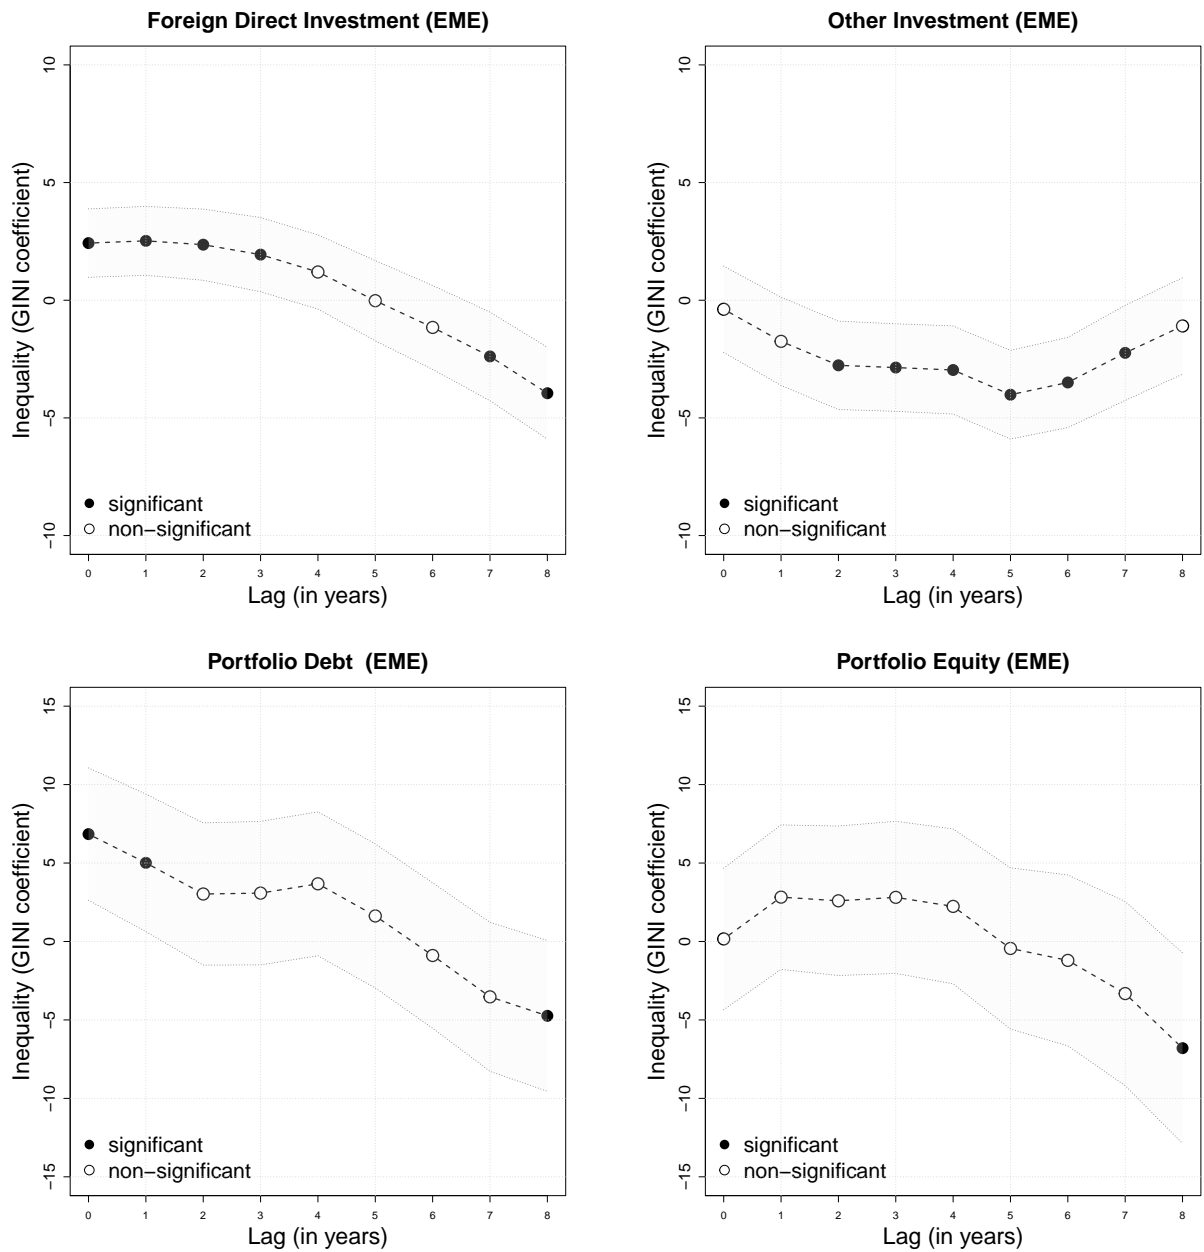 Foreign Direct Investment (EME)
Inequality (GINI coefficient)
10
5
0
−5
−10
significant
non−significant
0 1 2 3 4 5 6 7 8
Lag (in years)
Other Investment (EME)
Inequality (GINI coefficient)
10
5
0
−5
−10
significant
non−significant
0 1 2 3 4 5 6 7 8
Lag (in years)
Portfolio Debt (EME)
Inequality (GINI coefficient)
15
10
5
0
−5
−10
−15
significant
non−significant
0 1 2 3 4 5 6 7 8
Lag (in years)
Portfolio Equity (EME)
Inequality (GINI coefficient)
15
10
5
0
−5
−10
−15
significant
non−significant
0 1 2 3 4 5 6 7 8
Lag (in years)